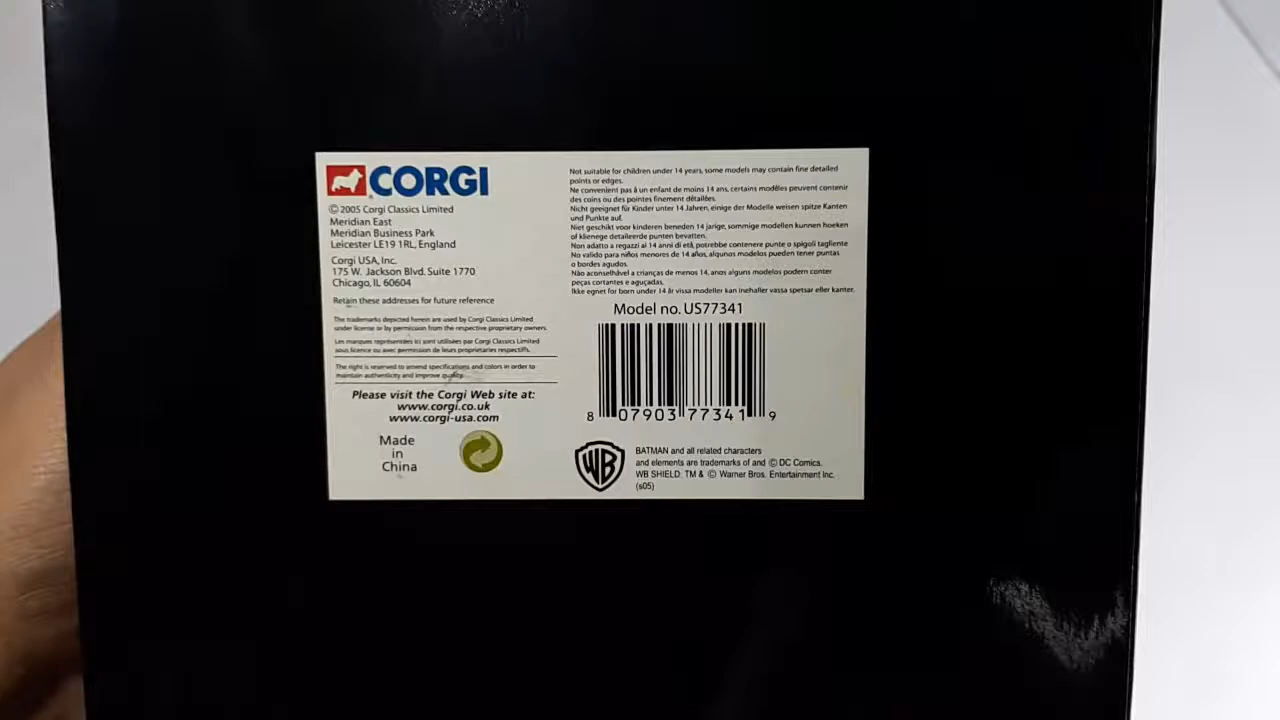 CORGI
© 2005 Corgi Classics Limited
Meridian East
Meridian Business Park
Leicester LE19 1RL, England
Corgi USA, Inc.
175 W. Jackson Blvd. Suite 1770
Chicago, IL 60604
Retain these addresses for future reference
The trademarks depicted herein are used by Corgi Classics Limited
under license or by permission from the respective proprietary owners.
Les marques représentées ici sont utilisées par Corgi Classics Limited
sous licence ou avec permission de leurs propriétaires respectifs.
The right is reserved to amend specifications and colors in order to
maintain authenticity and improve quality.
Please visit the Corgi Web site at:
www.corgi.co.uk
www.corgi-usa.com
Made
in
China
Not suitable for children under 14 years, some models may contain fine detailed
points or edges.
Ne convenient pas à un enfant de moins 14 ans, certains modèles peuvent contenir
des coins ou des pointes finement détailées.
Nicht geeignet für Kinder unter 14 Jahren, einige der Modelle weisen spitze Kanten
und Punkte auf.
Niet geschikt voor kinderen beneden 14 jarige, sommige modellen kunnen hoeken
of klienege detaileerde punten bevatten.
Non adatto a regazzi al 14 anni di età, potrebbe contenere punte o spigoli tagliente
No valido para niños menores de 14 años, algunos modelos pueden tener puntas
o bordes agudos.
Não aconselhável a crianças de menos 14, anos alguns modelos podem conter
peças cortantes e aguçadas.
Ikke egnet for born under 14 år vissa modeller kan inehaller vassa spetsar eller kanter.
Model no. US77341
8 07903 77341 9
WB
BATMAN and all related characters
and elements are trademarks of and © DC Comics.
WB SHIELD: TM & © Warner Bros. Entertainment Inc.
(s05)